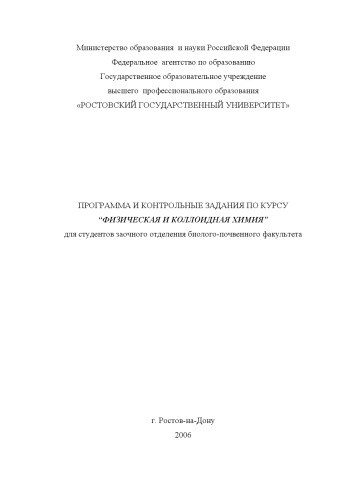 Министерство образования и науки Российской Федерации
Федеральное агентство по образованию
Государственное образовательное учреждение
высшего профессионального образования
«РОСТОВСКИЙ ГОСУДАРСТВЕННЫЙ УНИВЕРСИТЕТ»
ПРОГРАММА И КОНТРОЛЬНЫЕ ЗАДАНИЯ ПО КУРСУ
“ФИЗИЧЕСКАЯ И КОЛЛОИДНАЯ ХИМИЯ”
для студентов заочного отделения биолого-почвенного факультета
г. Ростов-на-Дону
2006